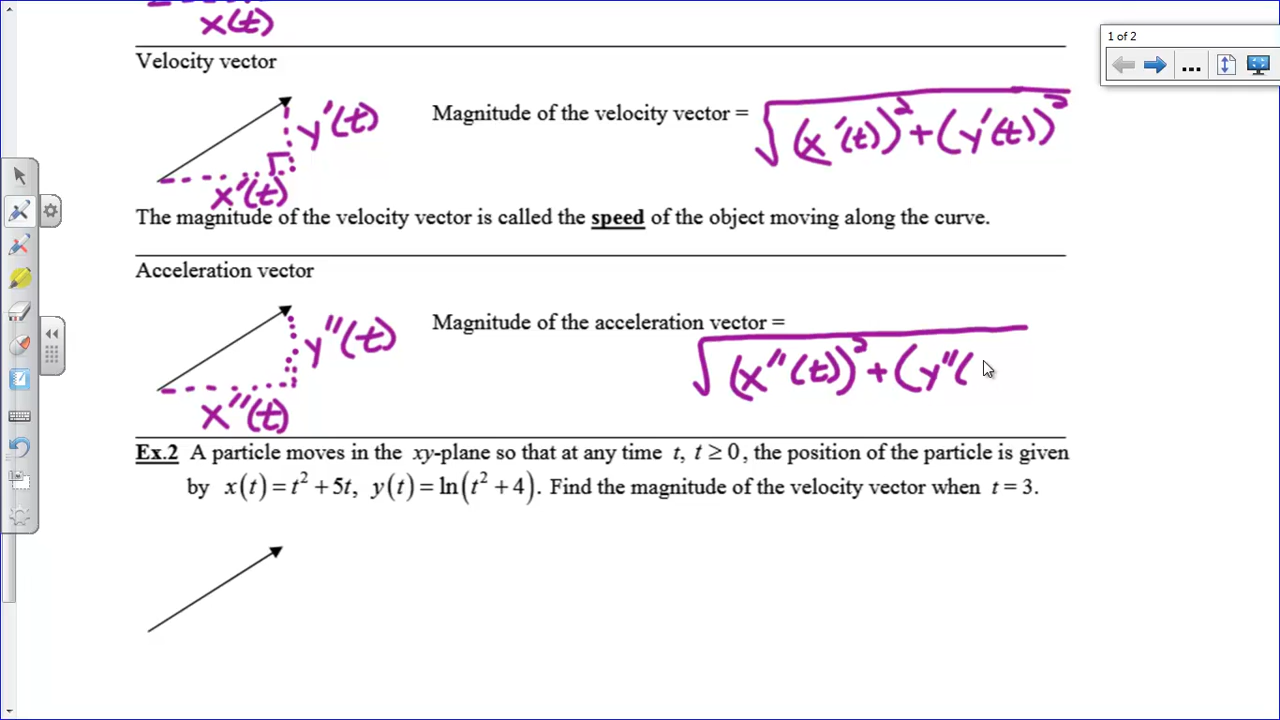 x(t)
1 of 2
Velocity vector
y'(t)
Magnitude of the velocity vector = √(x'(t))²+(y'(t))²
x'(t)
The magnitude of the velocity vector is called the speed of the object moving along the curve.
Acceleration vector
y''(t)
Magnitude of the acceleration vector =
√(x''(t))²+(y''(
x''(t)
Ex.2 A particle moves in the xy-plane so that at any time t, t ≥ 0, the position of the particle is given
by x(t) = t² + 5t, y(t) = ln(t² + 4). Find the magnitude of the velocity vector when t = 3.